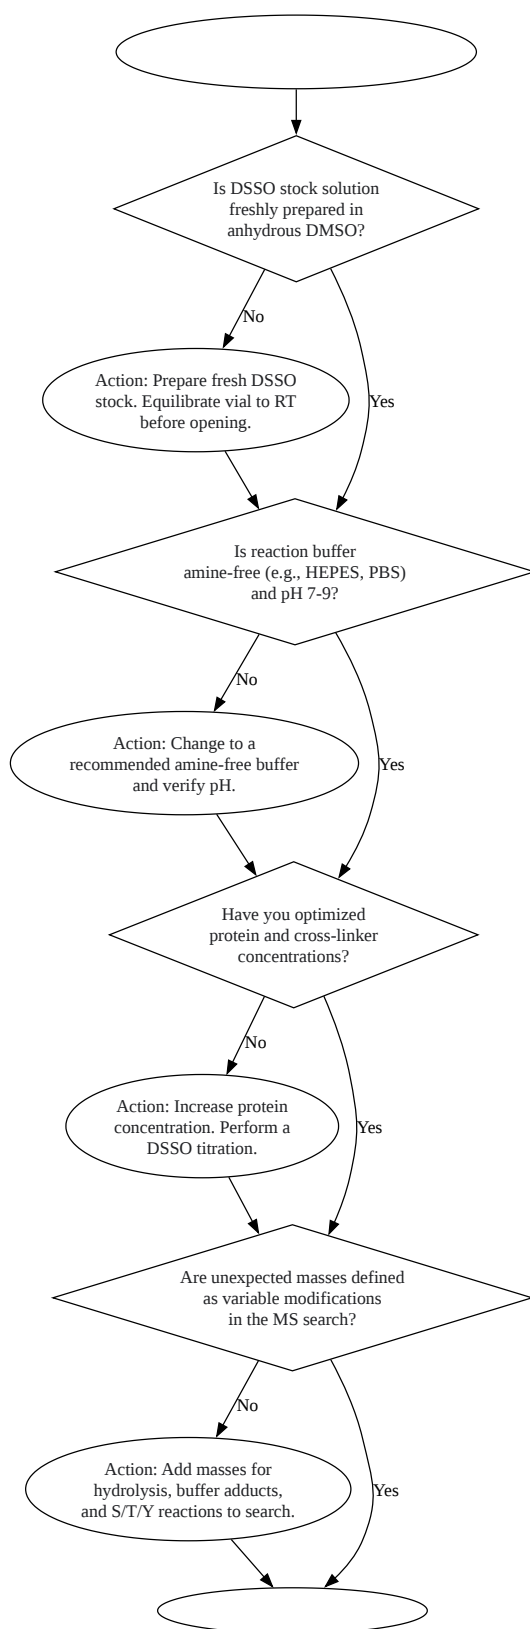 Is DSSO stock solution
freshly prepared in
anhydrous DMSO?
No
Action: Prepare fresh DSSO
stock. Equilibrate vial to RT
before opening.
Yes
Is reaction buffer
amine-free (e.g., HEPES, PBS)
and pH 7-9?
No
Action: Change to a
recommended amine-free buffer
and verify pH.
Yes
Have you optimized
protein and cross-linker
concentrations?
No
Action: Increase protein
concentration. Perform a
DSSO titration.
Yes
Are unexpected masses defined
as variable modifications
in the MS search?
No
Action: Add masses for
hydrolysis, buffer adducts,
and S/T/Y reactions to search.
Yes